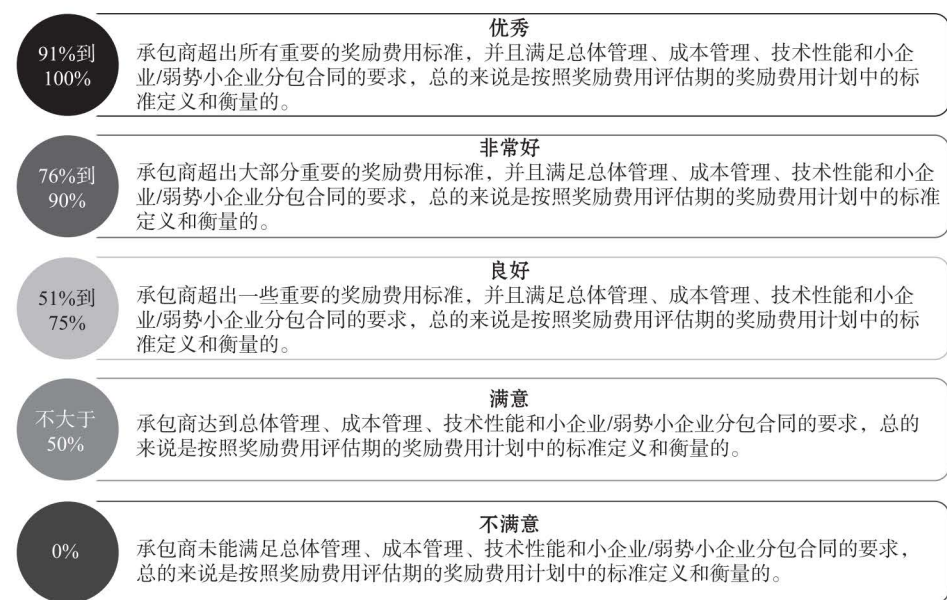 91%到
100%
优秀
承包商超出所有重要的奖励费用标准，并且满足总体管理、成本管理、技术性能和小企
业/弱势小企业分包合同的要求，总的来说是按照奖励费用评估期的奖励费用计划中的标
准定义和衡量的。
76%到
90%
非常好
承包商超出大部分重要的奖励费用标准，并且满足总体管理、成本管理、技术性能和小企
业/弱势小企业分包合同的要求，总的来说是按照奖励费用评估期的奖励费用计划中的标准
定义和衡量的。
51%到
75%
良好
承包商超出一些重要的奖励费用标准，并且满足总体管理、成本管理、技术性能和小企
业/弱势小企业分包合同的要求，总的来说是按照奖励费用评估期的奖励费用计划中的标
准定义和衡量的。
不大于
50%
满意
承包商达到总体管理、成本管理、技术性能和小企业/弱势小企业分包合同的要求，总的
来说是按照奖励费用评估期的奖励费用计划中的标准定义和衡量的。
0%
不满意
承包商未能满足总体管理、成本管理、技术性能和小企业/弱势小企业分包合同的要求，
总的来说是按照奖励费用评估期的奖励费用计划中的标准定义和衡量的。